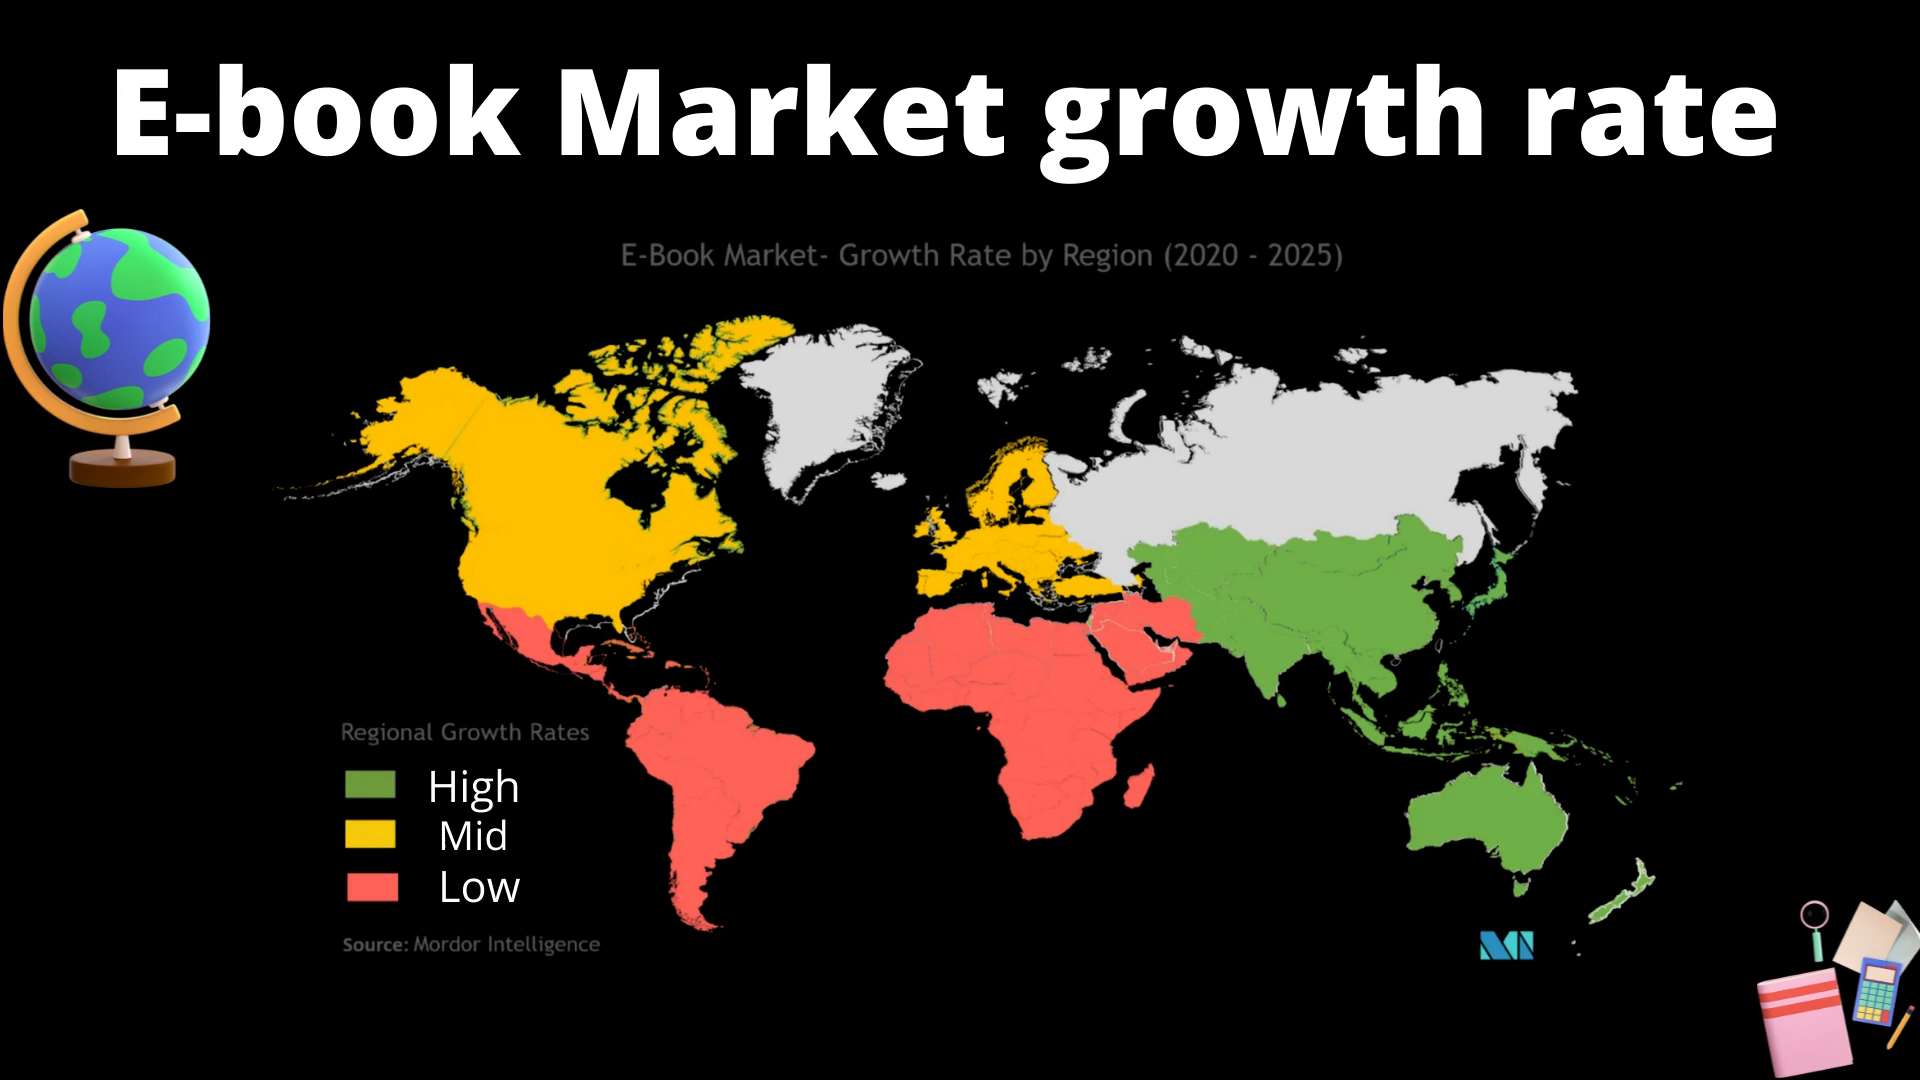 E-book Market growth rate
E-Book Market- Growth Rate by Region (2020 - 2025)
Regional Growth Rates
High
Mid
Low
Source: Mordor Intelligence